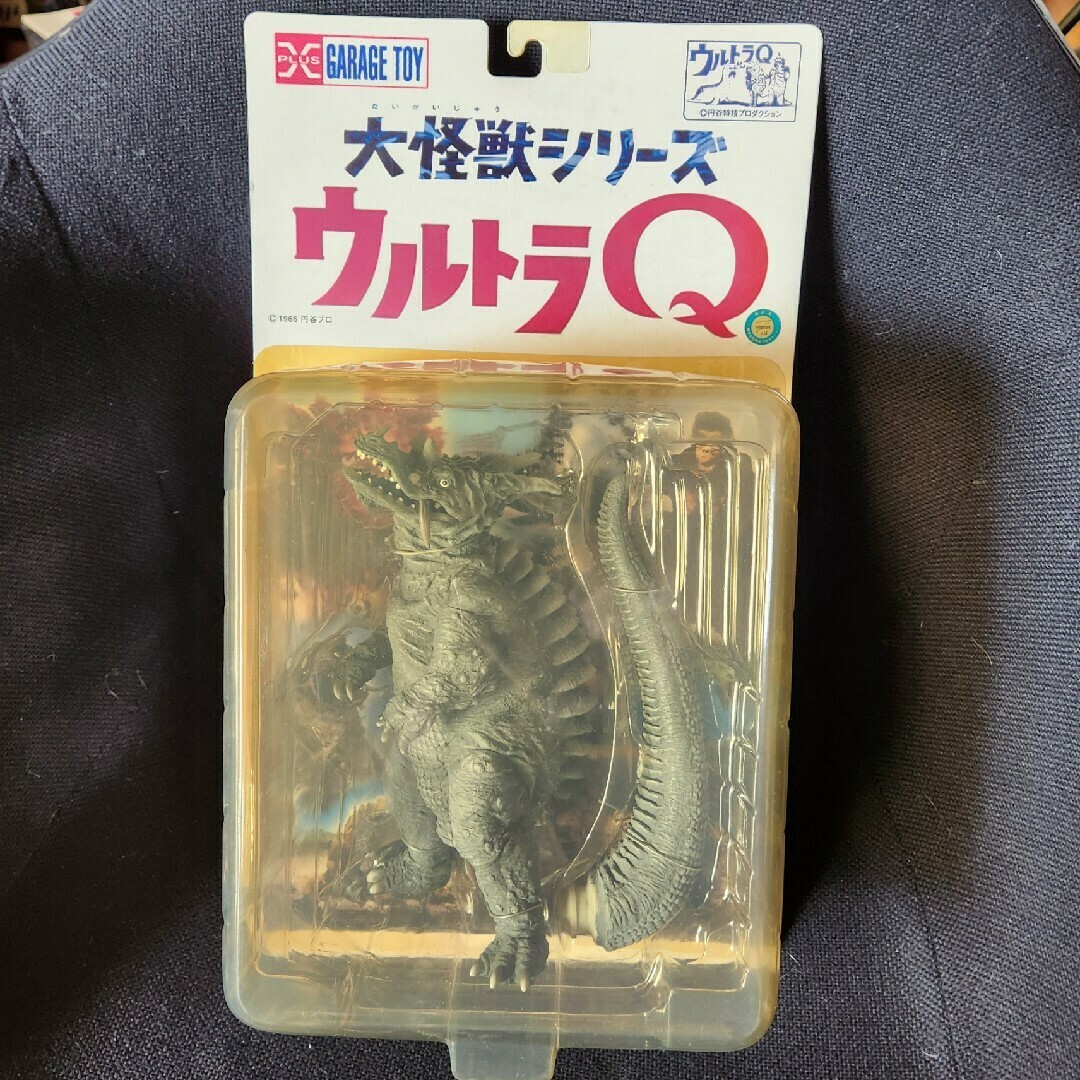 X PLUS GARAGE TOY
ウルトラQ
©円谷特技プロダクション
だいかいじゅう
大怪獣シリーズ
ウルトラQ
©1966 円谷プロ